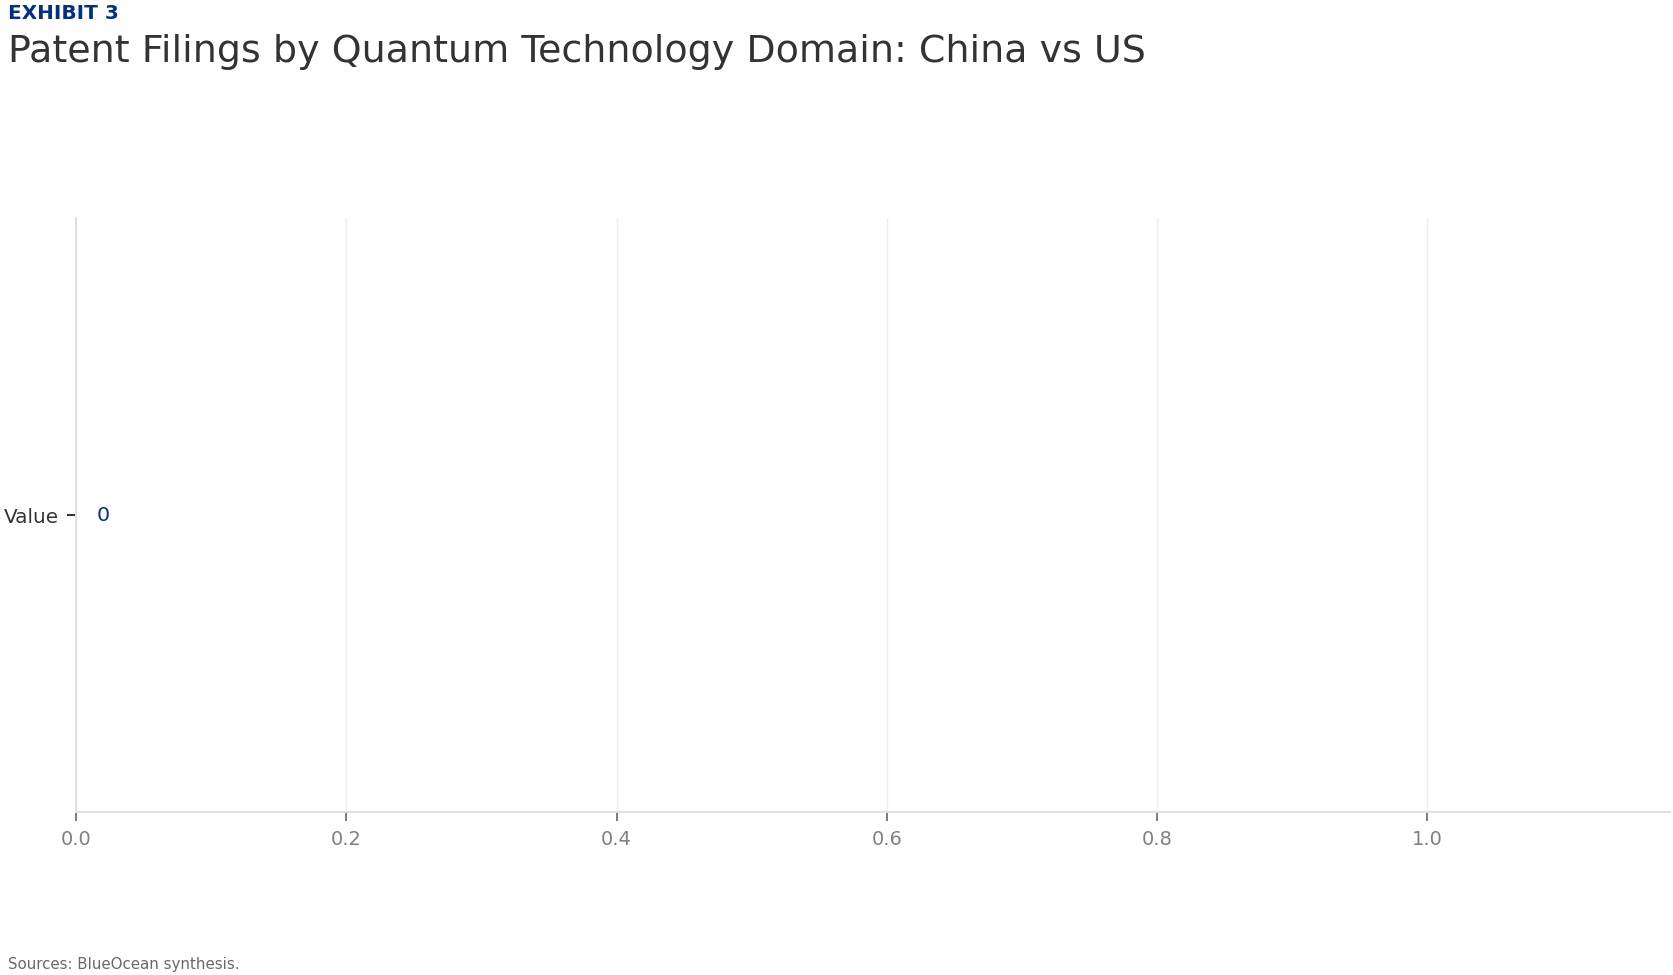 EXHIBIT 3
Patent Filings by Quantum Technology Domain: China vs US
Value 0
0.0 0.2 0.4 0.6 0.8 1.0
Sources: BlueOcean synthesis.